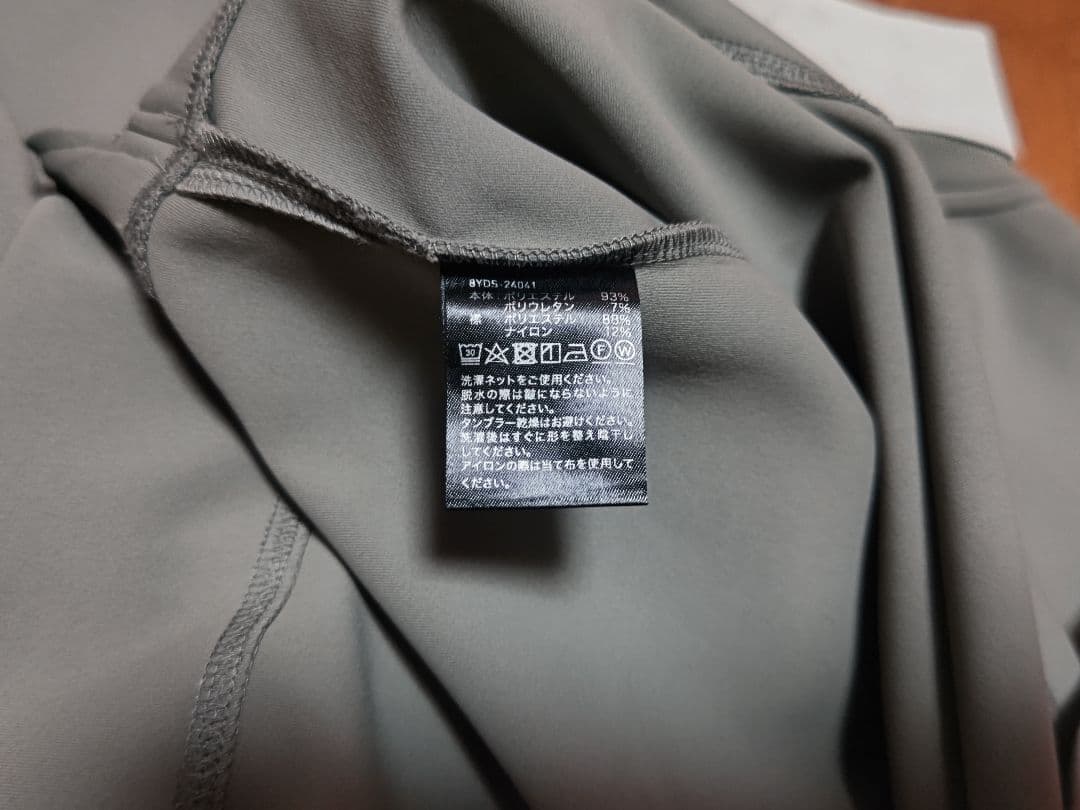 BYDS-24041
本体:ポリエステル 93%
ポリウレタン 7%
ポリエステル 88%
ナイロン 12%
30 F W
洗濯ネットをご使用ください。
脱水の際は皺にならないように
注意してください。
タンブラー乾燥はお避けください。
洗濯後はすぐに形を整え陰干し
してください。
アイロンの際は当て布を使用して
ください。